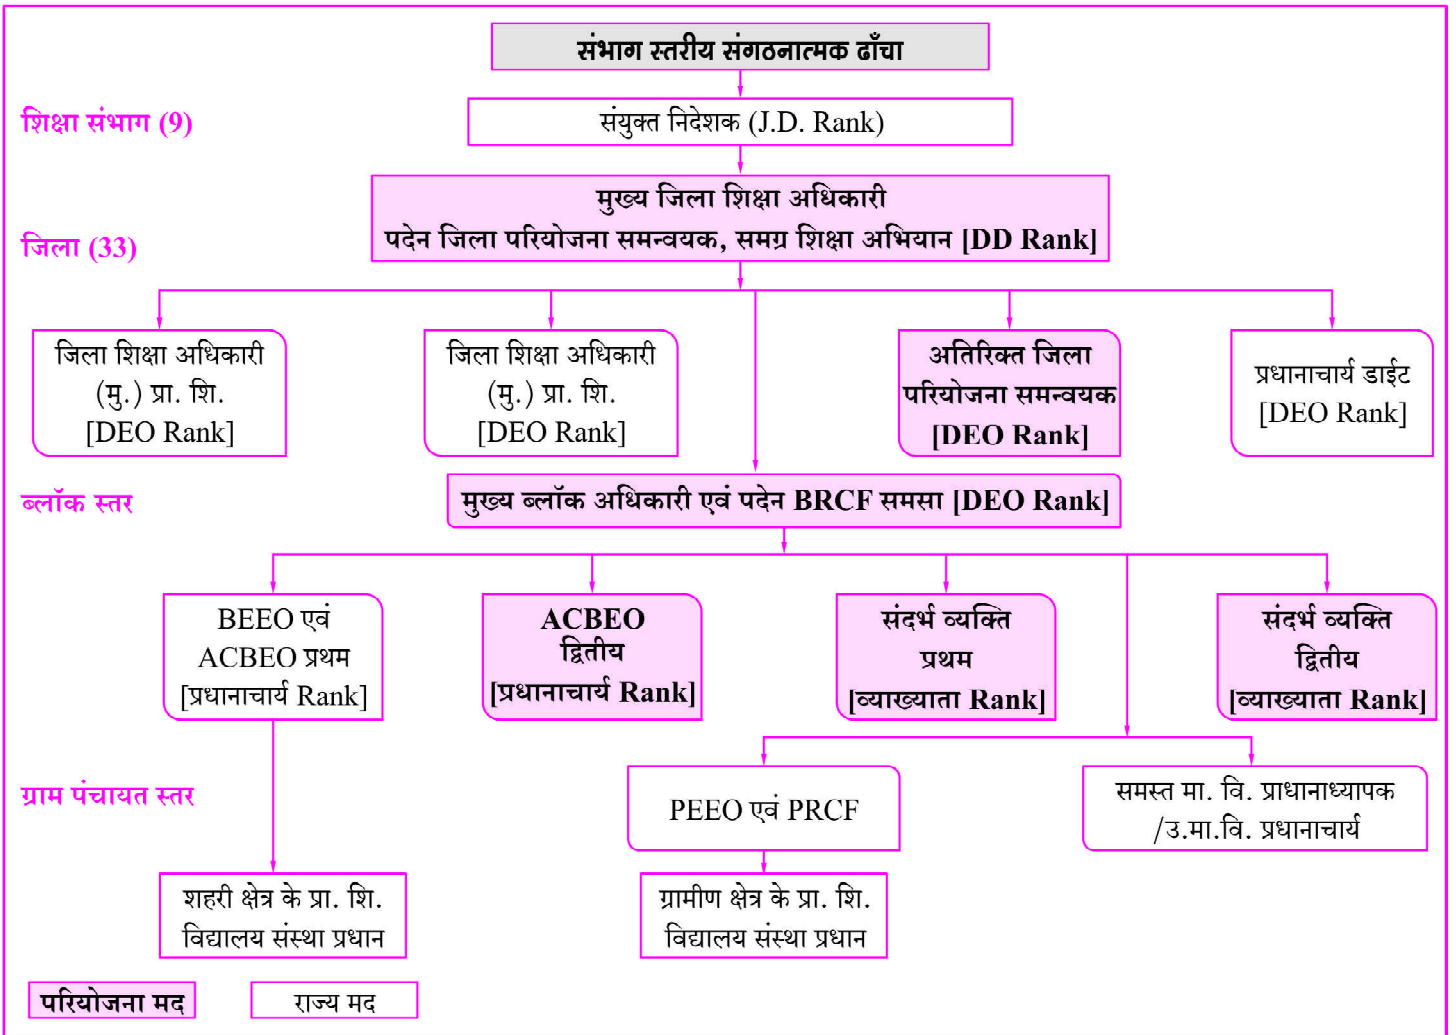 संभाग स्तरीय संगठनात्मक ढाँचा
शिक्षा संभाग (9)
संयुक्त निदेशक (J.D. Rank)
मुख्य जिला शिक्षा अधिकारी
पदेन जिला परियोजना समन्वयक, समग्र शिक्षा अभियान [DD Rank]
जिला (33)
जिला शिक्षा अधिकारी
(मु.) प्रा. शि.
[DEO Rank]
जिला शिक्षा अधिकारी
(मु.) प्रा. शि.
[DEO Rank]
अतिरिक्त जिला
परियोजना समन्वयक
[DEO Rank]
प्रधानाचार्य डाईट
[DEO Rank]
ब्लॉक स्तर
मुख्य ब्लॉक अधिकारी एवं पदेन BRCF समसा [DEO Rank]
BEEO एवं
ACBEO प्रथम
[प्रधानाचार्य Rank]
ACBEO
द्वितीय
[प्रधानाचार्य Rank]
संदर्भ व्यक्ति
प्रथम
[व्याख्याता Rank]
संदर्भ व्यक्ति
द्वितीय
[व्याख्याता Rank]
ग्राम पंचायत स्तर
PEEO एवं PRCF
समस्त मा. वि. प्राधानाध्यापक
/उ.मा.वि. प्रधानाचार्य
शहरी क्षेत्र के प्रा. शि.
विद्यालय संस्था प्रधान
ग्रामीण क्षेत्र के प्रा. शि.
विद्यालय संस्था प्रधान
परियोजना मद
राज्य मद